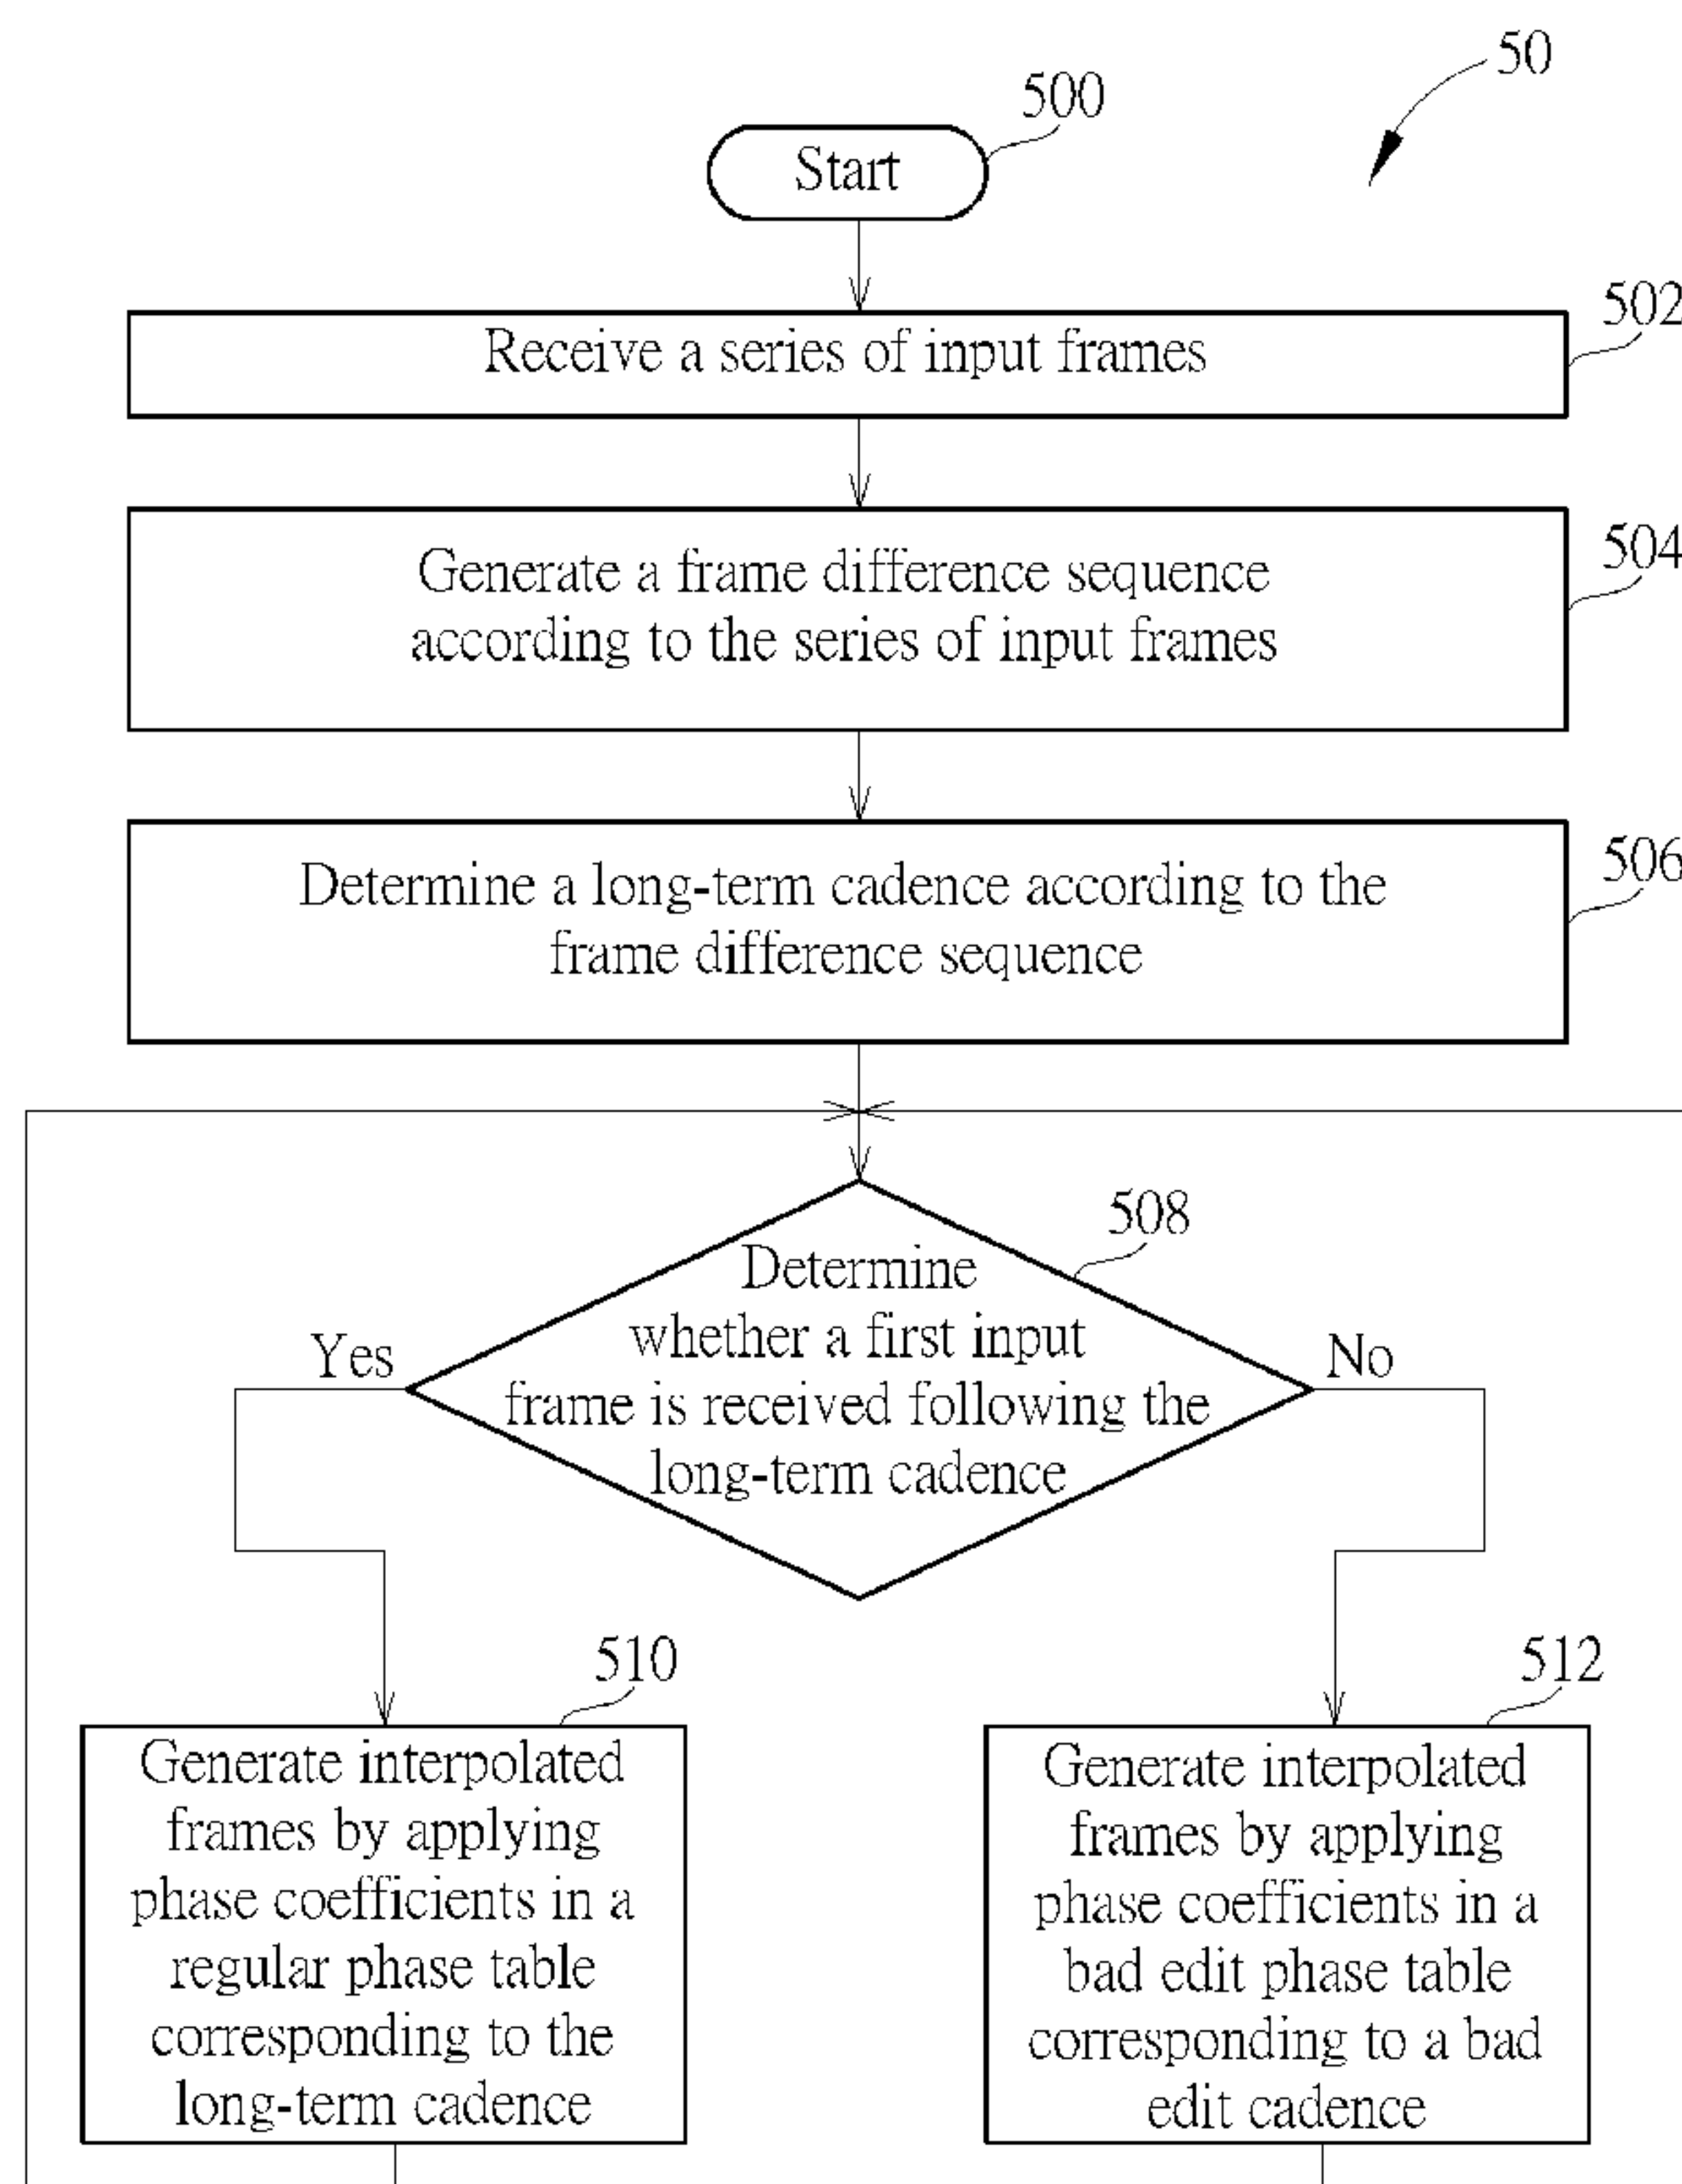 50
500
Start
502
Receive a series of input frames
504
Generate a frame difference sequence
according to the series of input frames
506
Determine a long-term cadence according to the
frame difference sequence
508
Determine
whether a first input
frame is received following the
long-term cadence
Yes
No
510
Generate interpolated
frames by applying
phase coefficients in a
regular phase table
corresponding to the
long-term cadence
512
Generate interpolated
frames by applying
phase coefficients in a
bad edit phase table
corresponding to a bad
edit cadence